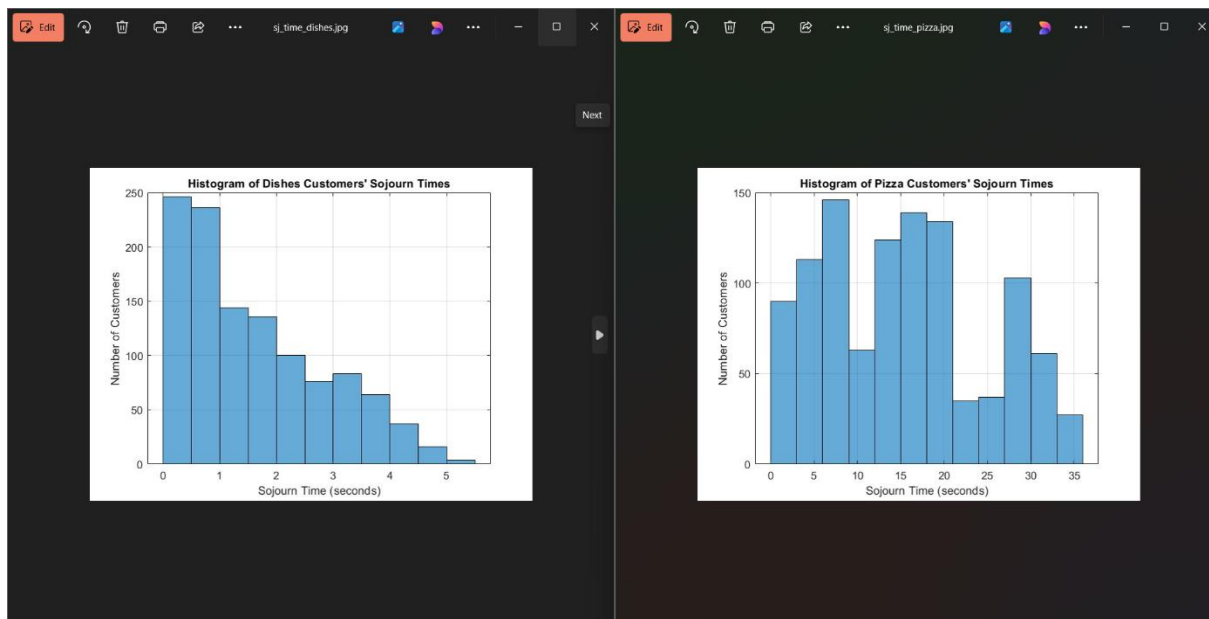 Edit
sj_time_dishes.jpg
Next
Histogram of Dishes Customers' Sojourn Times
250
200
150
100
50
0
Number of Customers
0 1 2 3 4 5
Sojourn Time (seconds)
Edit
sj_time_pizza.jpg
Histogram of Pizza Customers' Sojourn Times
150
100
50
0
Number of Customers
0 5 10 15 20 25 30 35
Sojourn Time (seconds)